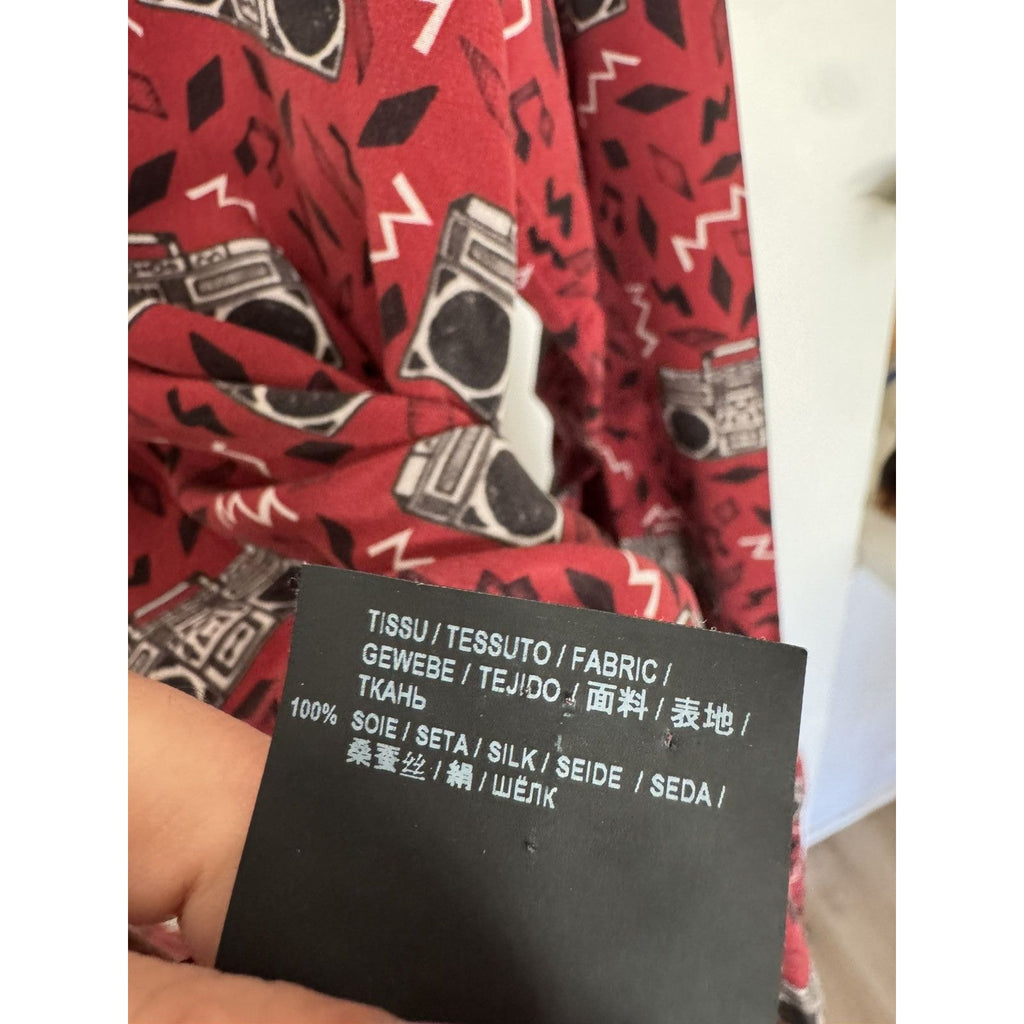 TISSU / TESSUTO / FABRIC /
GEWEBE / TEJIDO / 面料 / 表地 /
ТКАНЬ
100% SOIE / SETA / SILK / SEIDE / SEDA /
桑蚕丝 / 絹 / ШЁЛК